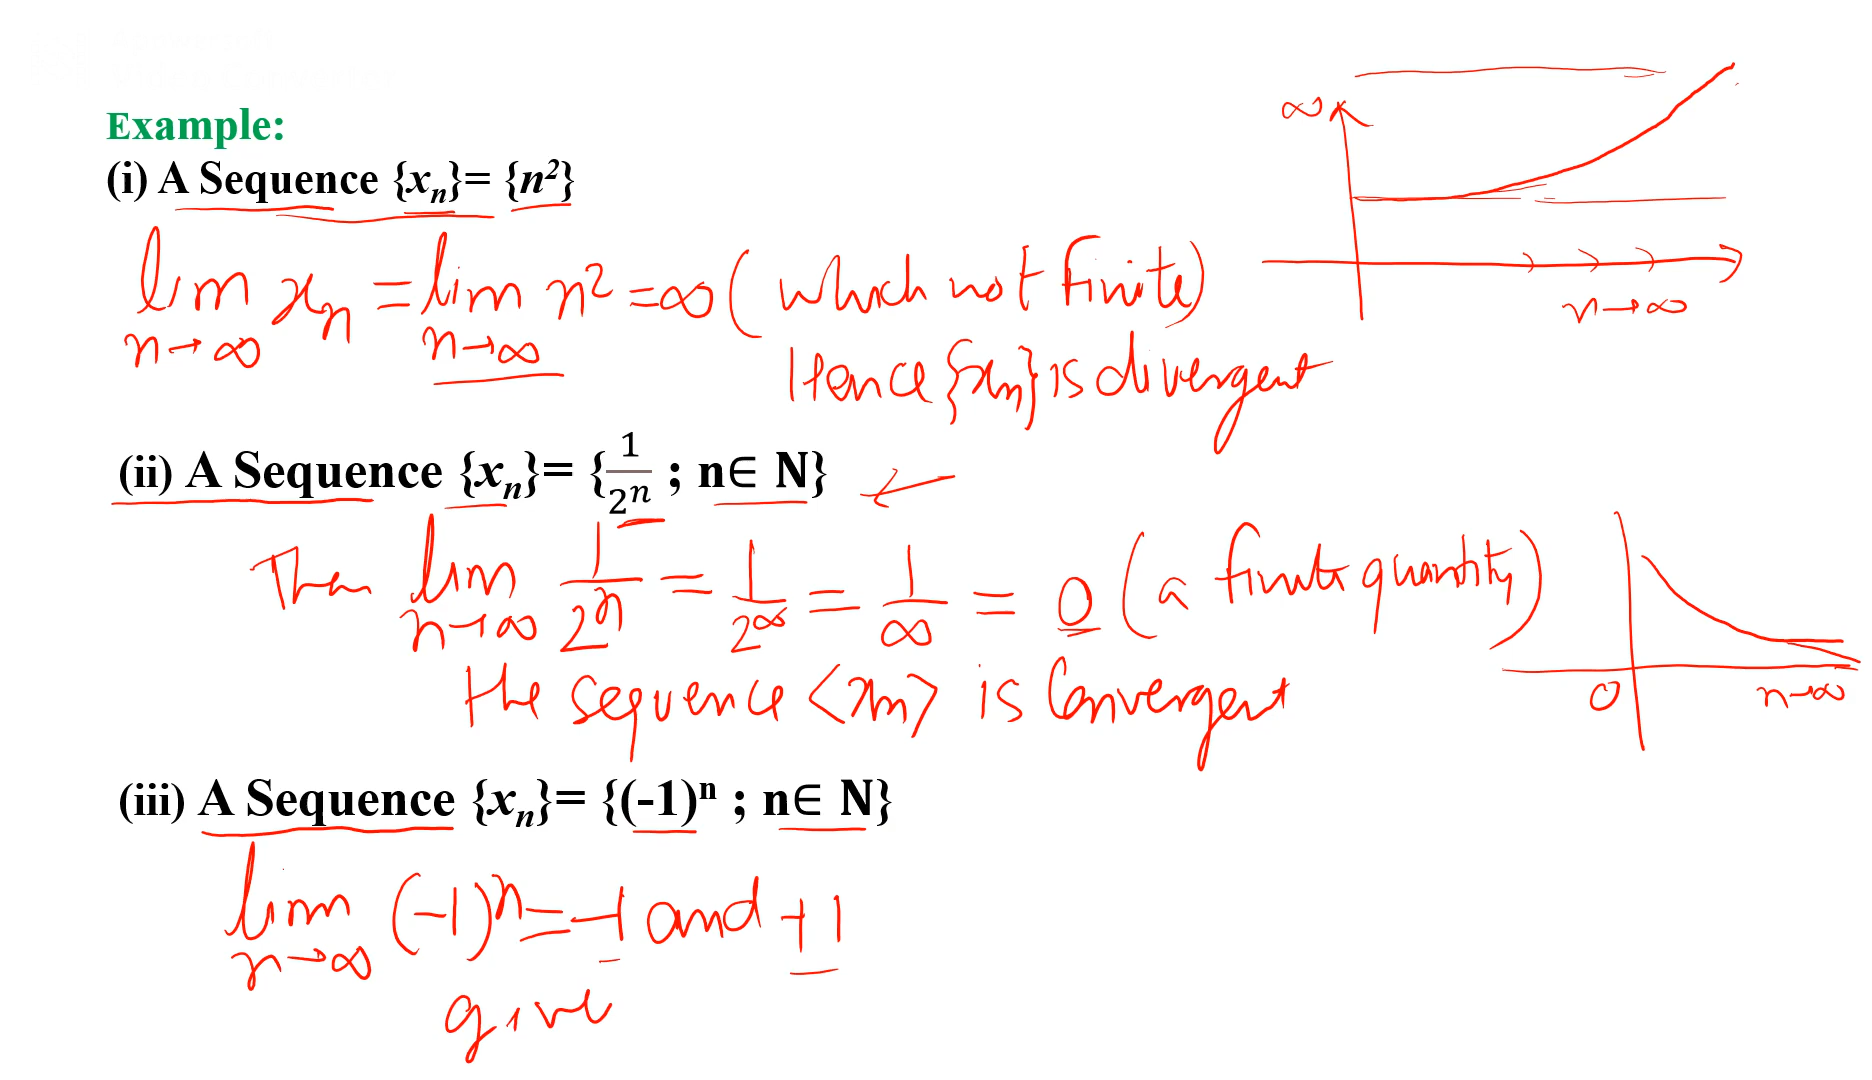 Example:
(i) A Sequence {xₙ}= {n²}
lim n→∞ xₙ = lim n→∞ n² = ∞ (which not finite)
Hence {xₙ} is divergent
∞
n→∞
(ii) A Sequence {xₙ}= {1/2ⁿ ; n∈ N}
Then lim n→∞ 1/2ⁿ = 1/2^∞ = 1/∞ = 0 (a finite quantity)
the sequence <xₙ> is Convergent
0 n→∞
(iii) A Sequence {xₙ}= {(-1)ⁿ ; n∈ N}
lim n→∞ (-1)ⁿ = -1 and +1
give